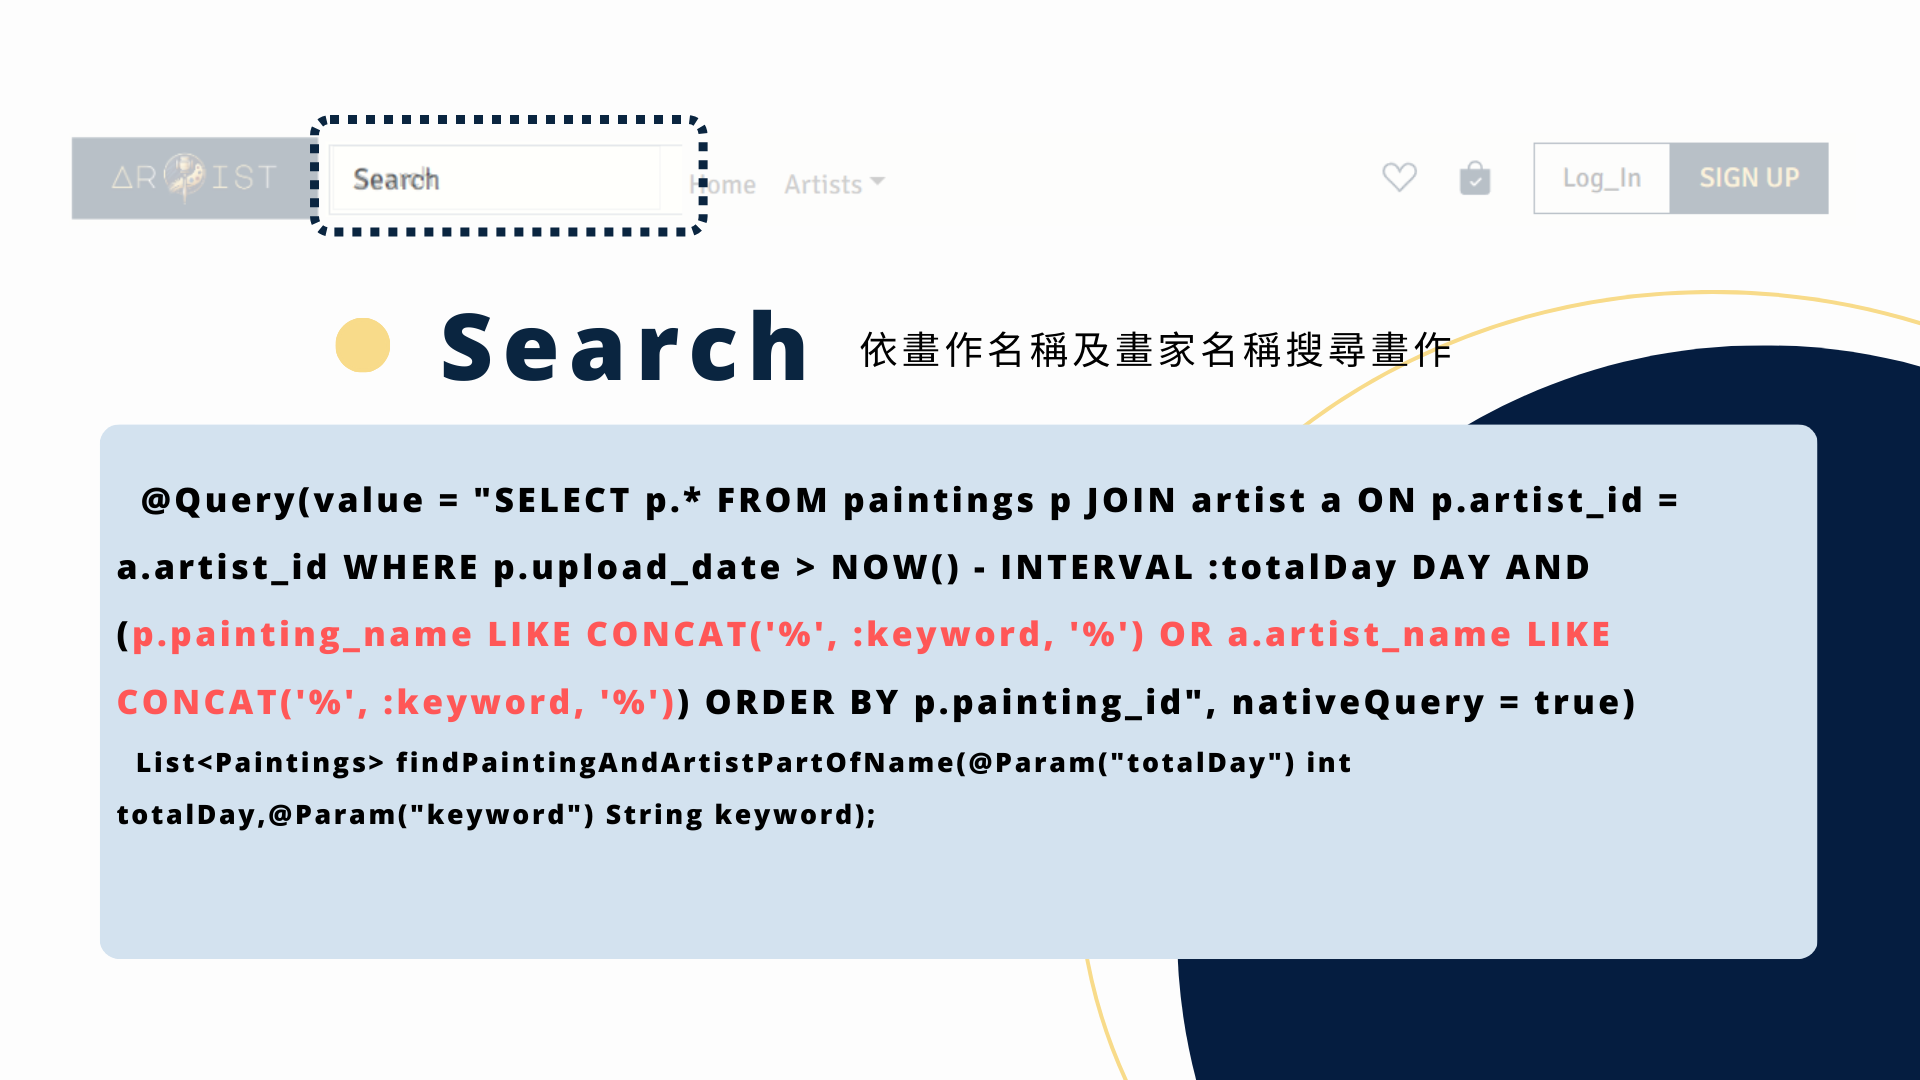 ARTIST
Search
Home Artists
Log_In
SIGN UP
Search
依畫作名稱及畫家名稱搜尋畫作
@Query(value = "SELECT p.* FROM paintings p JOIN artist a ON p.artist_id =
a.artist_id WHERE p.upload_date > NOW() - INTERVAL :totalDay DAY AND
(p.painting_name LIKE CONCAT('%', :keyword, '%') OR a.artist_name LIKE
CONCAT('%', :keyword, '%')) ORDER BY p.painting_id", nativeQuery = true)
List<Paintings> findPaintingAndArtistPartOfName(@Param("totalDay") int
totalDay,@Param("keyword") String keyword);